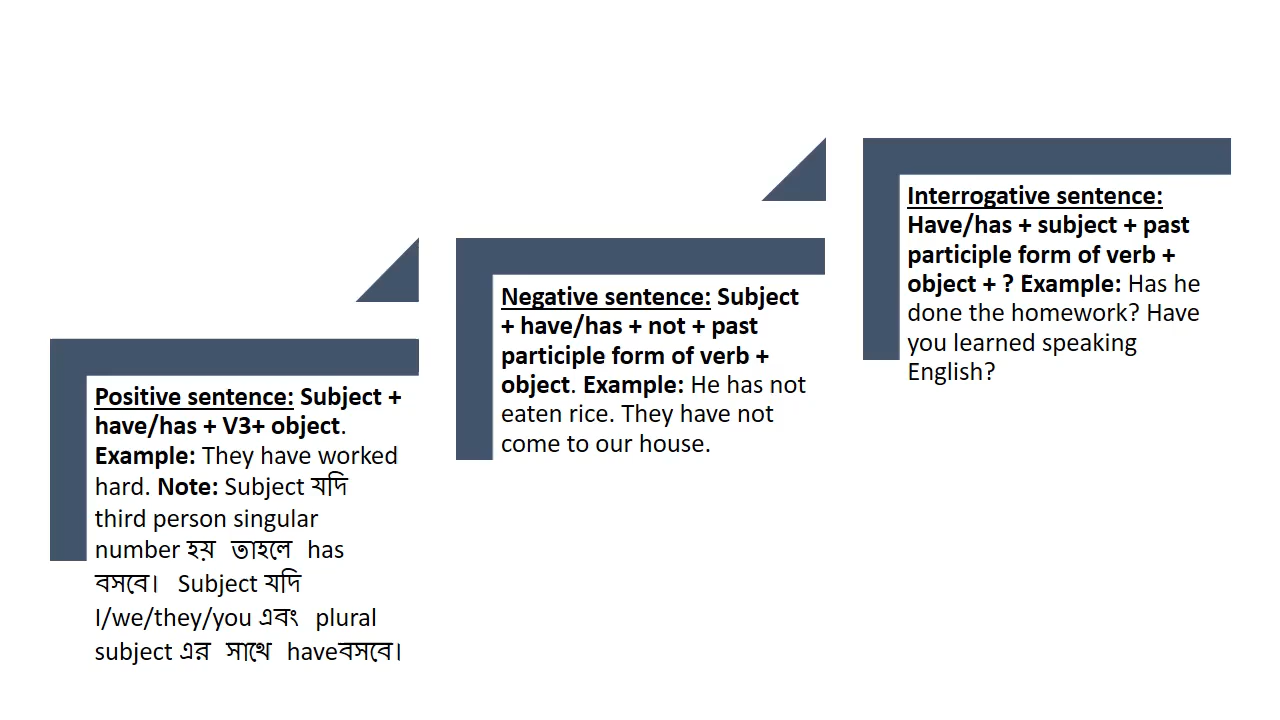 Positive sentence: Subject +
have/has + V3+ object.
Example: They have worked
hard. Note: Subject যদি
third person singular
number হয় তাহলে has
বসবে। Subject যদি
I/we/they/you এবং plural
subject এর সাথে haveবসবে।
Negative sentence: Subject
+ have/has + not + past
participle form of verb +
object. Example: He has not
eaten rice. They have not
come to our house.
Interrogative sentence:
Have/has + subject + past
participle form of verb +
object + ? Example: Has he
done the homework? Have
you learned speaking
English?